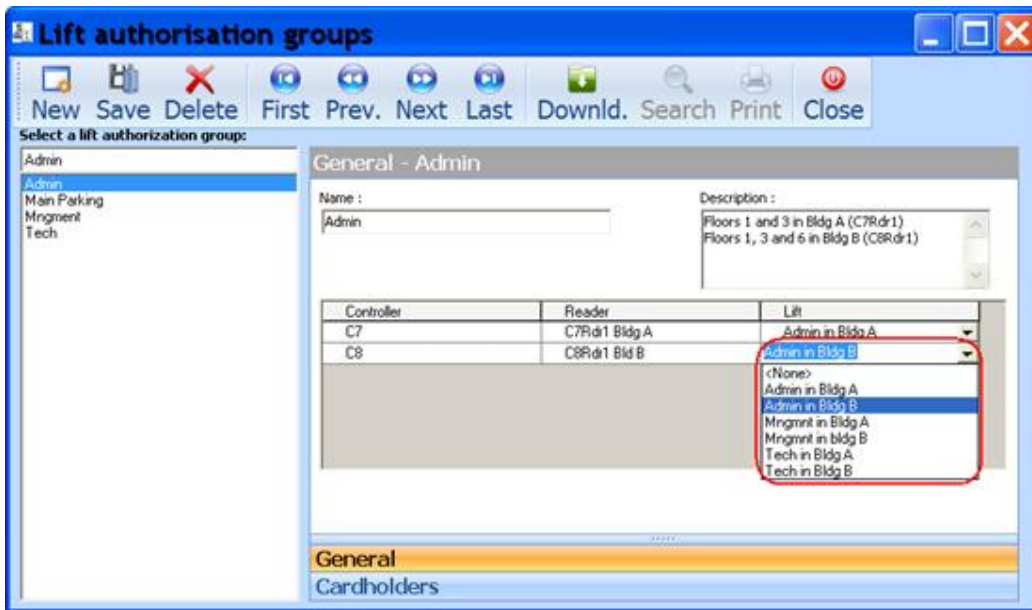 Lift authorisation groups
New Save Delete First Prev. Next Last Downld. Search Print Close
Select a lift authorization group:
Admin
Admin
Main Parking
Mngment
Tech
General - Admin
Name :
Admin
Description :
Floors 1 and 3 in Bldg A (C7Rdr1)
Floors 1, 3 and 6 in Bldg B (C8Rdr1)
Controller Reader Lift
C7 C7Rdr1 Bldg A Admin in Bldg A
C8 C8Rdr1 Bld B Admin in Bldg B
<None>
Admin in Bldg A
Admin in Bldg B
Mngmnt in Bldg A
Mngmnt in bldg B
Tech in Bldg A
Tech in Bldg B
General
Cardholders